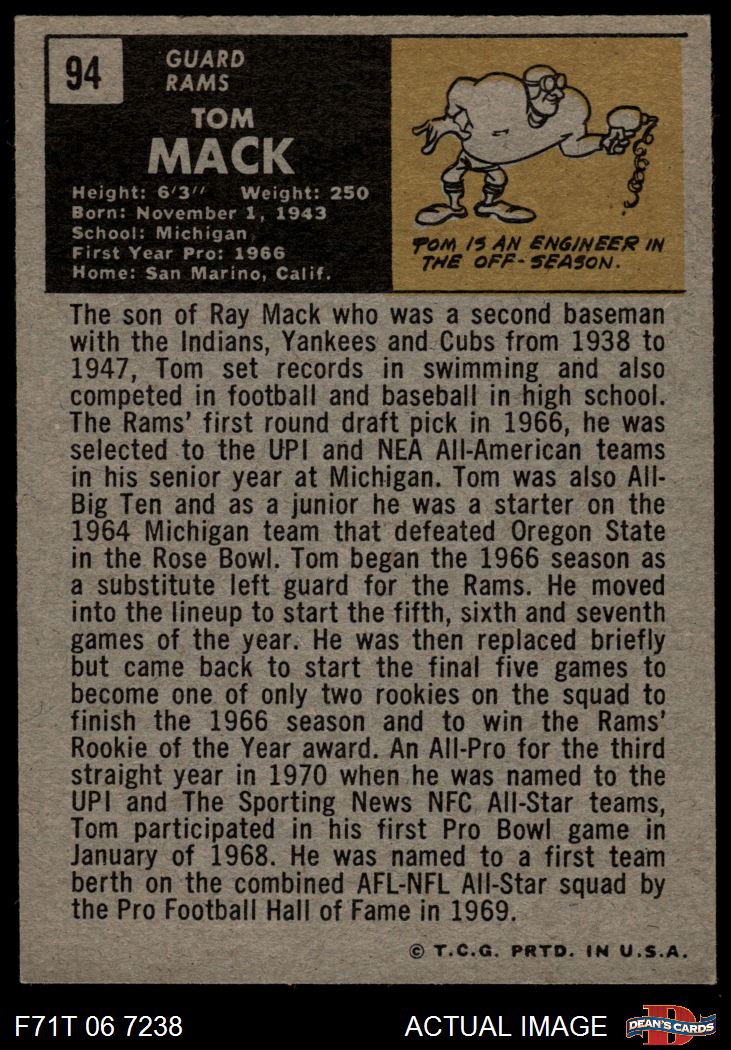 94
GUARD
RAMS
TOM
MACK
Height: 6'3" Weight: 250
Born: November 1, 1943
School: Michigan
First Year Pro: 1966
Home: San Marino, Calif.
TOM IS AN ENGINEER IN
THE OFF-SEASON.
The son of Ray Mack who was a second baseman
with the Indians, Yankees and Cubs from 1938 to
1947, Tom set records in swimming and also
competed in football and baseball in high school.
The Rams' first round draft pick in 1966, he was
selected to the UPI and NEA All-American teams
in his senior year at Michigan. Tom was also All-
Big Ten and as a junior he was a starter on the
1964 Michigan team that defeated Oregon State
in the Rose Bowl. Tom began the 1966 season as
a substitute left guard for the Rams. He moved
into the lineup to start the fifth, sixth and seventh
games of the year. He was then replaced briefly
but came back to start the final five games to
become one of only two rookies on the squad to
finish the 1966 season and to win the Rams'
Rookie of the Year award. An All-Pro for the third
straight year in 1970 when he was named to the
UPI and The Sporting News NFC All-Star teams,
Tom participated in his first Pro Bowl game in
January of 1968. He was named to a first team
berth on the combined AFL-NFL All-Star squad by
the Pro Football Hall of Fame in 1969.
© T.C.G. PRTD. IN U.S.A.
F71T 06 7238 ACTUAL IMAGE D DEAN'S CARDS